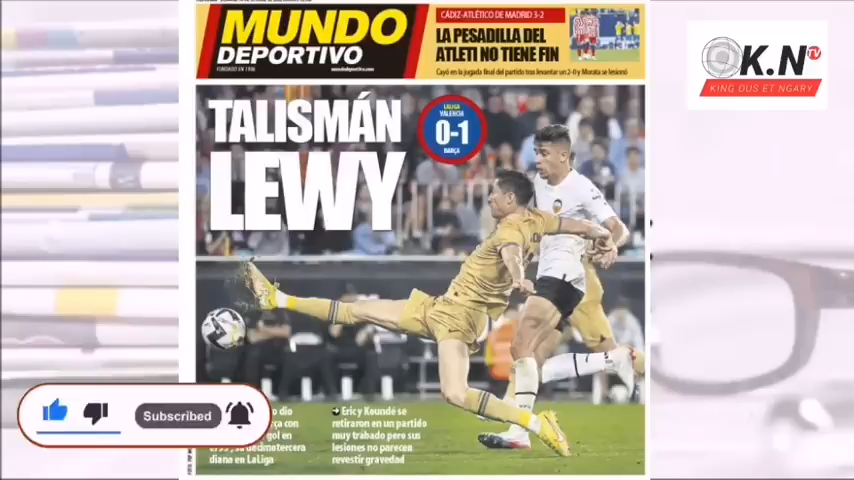 MUNDO
DEPORTIVO
FUNDADO EN 1906
mundodeportivo.com
CÁDIZ-ATLÉTICO DE MADRID 3-2
LA PESADILLA DEL
ATLETI NO TIENE FIN
Cayó en la jugada final del partido tras levantar un 2-0 y Morata se lesionó
K.N TV
KING DUS ET NGARY
TALISMÁN
LEWY
LALIGA
VALENCIA
0-1
BARÇA
dio
con
gol en
diana en LaLiga
Eric y Koundé se
retiraron en un partido
muy trabado pero sus
lesiones no parecen
revestir gravedad
Subscribed